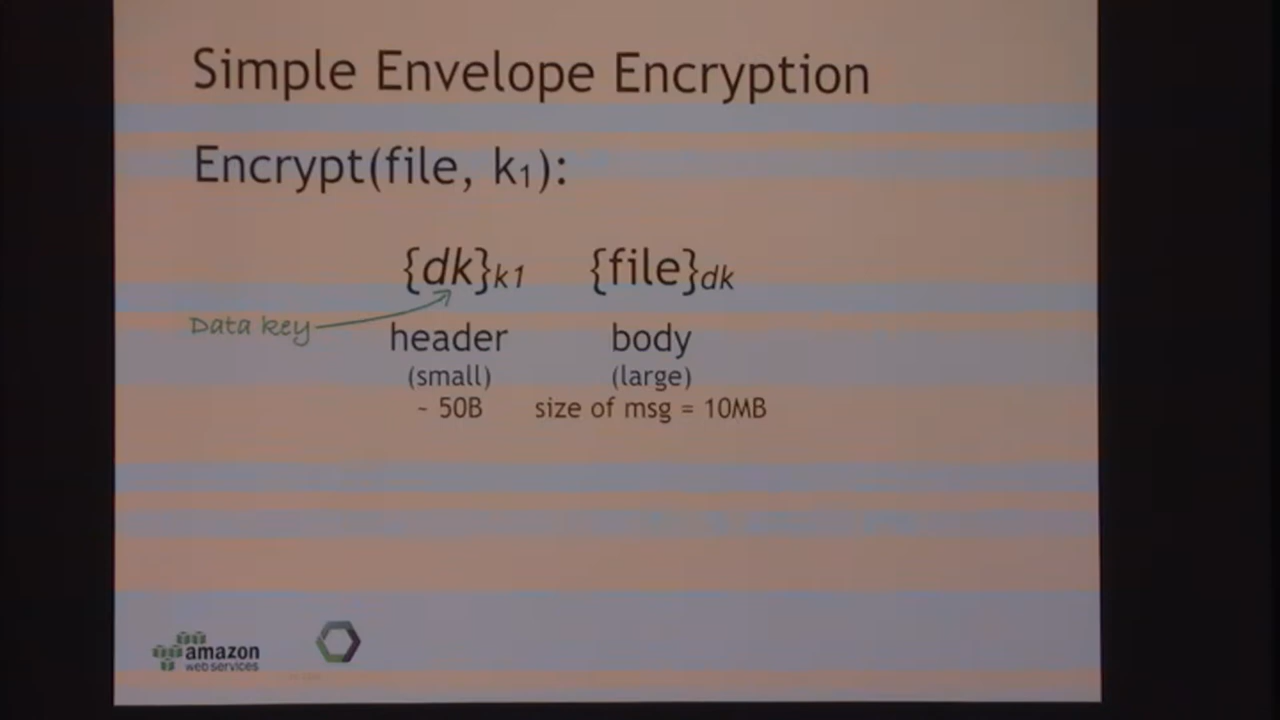 Simple Envelope Encryption
Encrypt(file, k₁):
{dk}k1 {file}dk
Data key
header body
(small) (large)
~ 50B size of msg = 10MB
amazon
web services